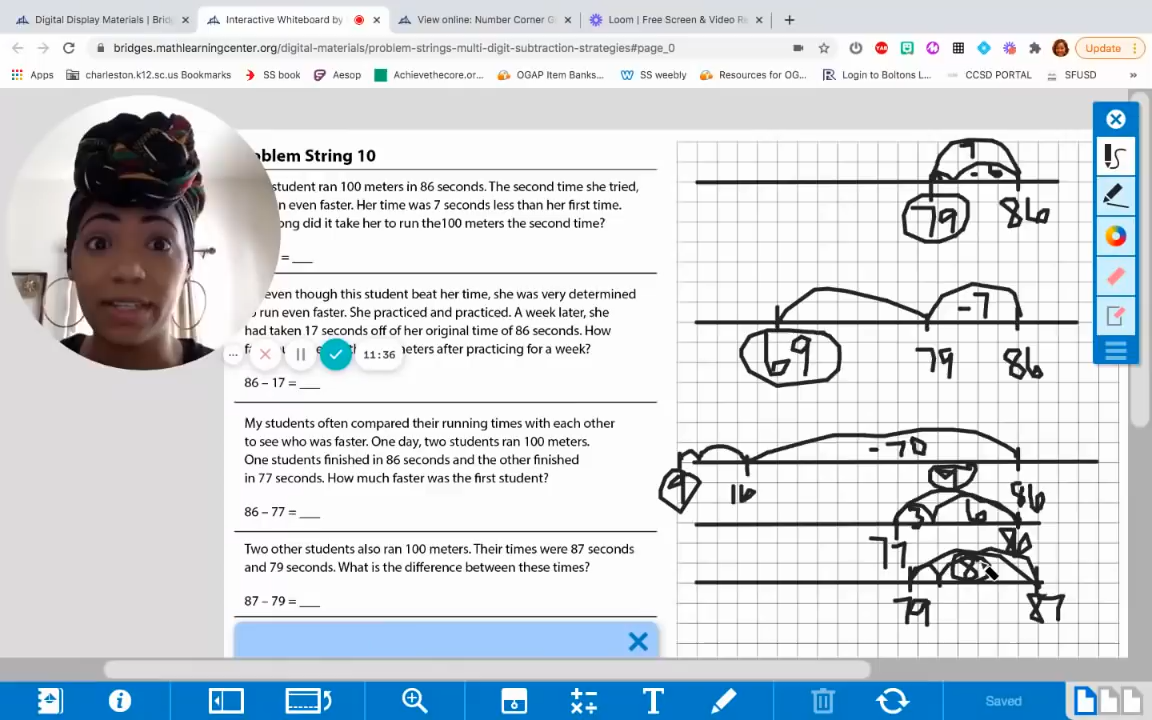 Digital Display Materials | Brid
Interactive Whiteboard by
View online: Number Corner G
Loom | Free Screen & Video Re
bridges.mathlearningcenter.org/digital-materials/problem-strings-multi-digit-subtraction-strategies#page_0
Update
Apps
charleston.k12.sc.us Bookmarks
SS book
Aesop
Achievethecore.or...
OGAP Item Banks...
SS weekly
Resources for OG...
Login to Boltons L...
CCSD PORTAL
SFUSD
»
oblem String 10
student ran 100 meters in 86 seconds. The second time she tried,
n even faster. Her time was 7 seconds less than her first time.
ong did it take her to run the100 meters the second time?
= ___
even though this student beat her time, she was very determined
run even faster. She practiced and practiced. A week later, she
had taken 17 seconds off of her original time of 86 seconds. How
meters after practicing for a week?
11:36
86 – 17 = ___
My students often compared their running times with each other
to see who was faster. One day, two students ran 100 meters.
One students finished in 86 seconds and the other finished
in 77 seconds. How much faster was the first student?
86 – 77 = ___
Two other students also ran 100 meters. Their times were 87 seconds
and 79 seconds. What is the difference between these times?
87 – 79 = ___
7
- 6
79 86
-7
69 79 86
-70
9 16 86
9
3 6
77 86
8
79 87
Saved